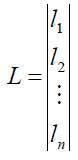 L = | l₁ |
| l₂ |
| ⋮ |
| lₙ |